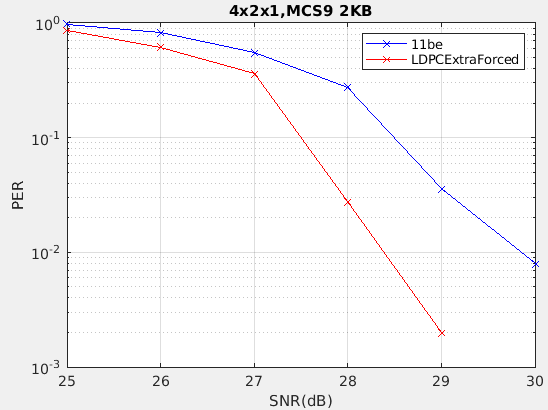 4x2x1,MCS9 2KB
11be
LDPCExtraForced
10^0
10^-1
10^-2
10^-3
PER
25 26 27 28 29 30
SNR(dB)